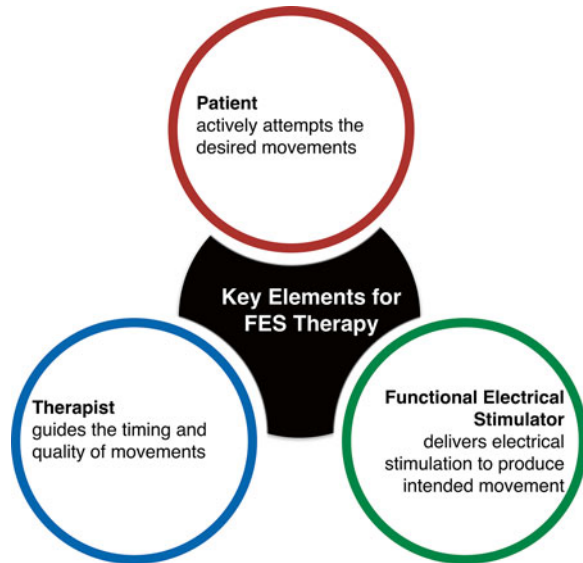 Patient
actively attempts the
desired movements
Key Elements for
FES Therapy
Therapist
guides the timing and
quality of movements
Functional Electrical
Stimulator
delivers electrical
stimulation to produce
intended movement